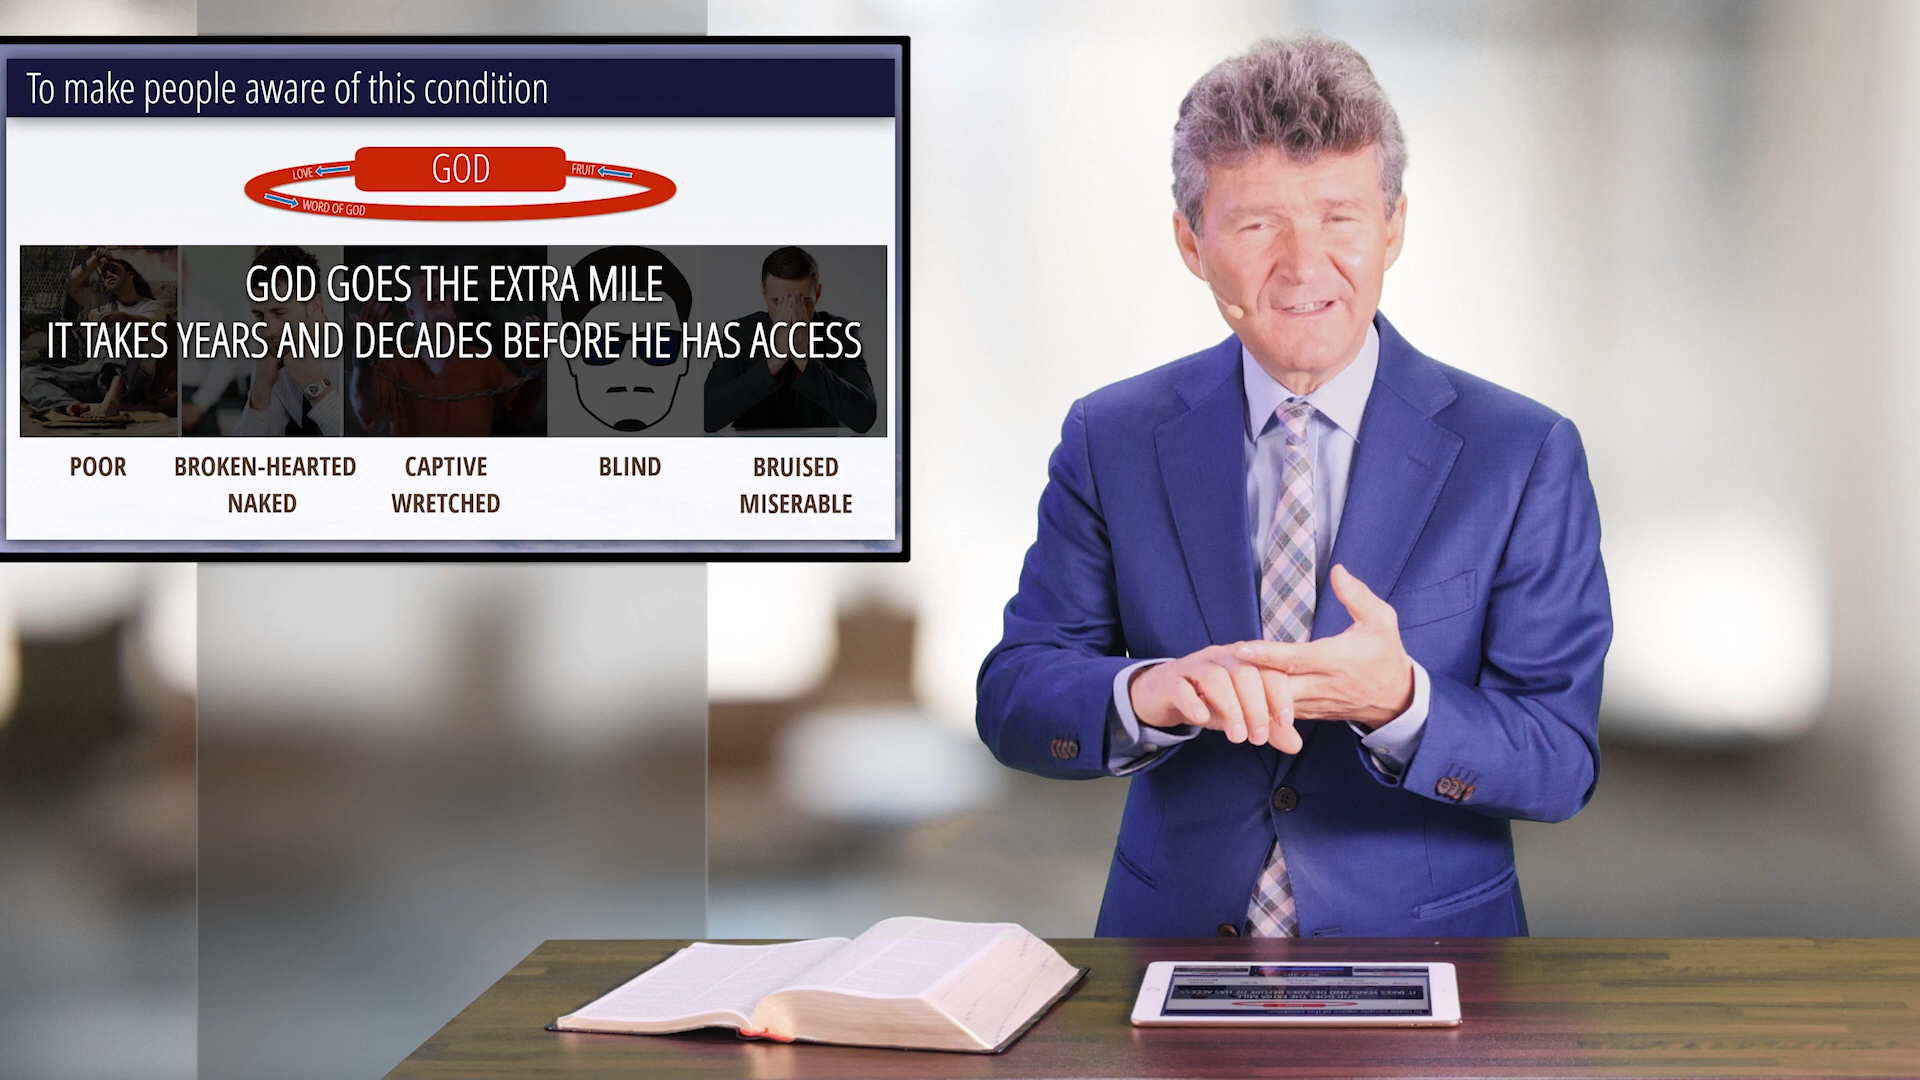 To make people aware of this condition
GOD
LOVE
FRUIT
WORD OF GOD
GOD GOES THE EXTRA MILE
IT TAKES YEARS AND DECADES BEFORE HE HAS ACCESS
POOR
BROKEN-HEARTED
NAKED
CAPTIVE
WRETCHED
BLIND
BRUISED
MISERABLE